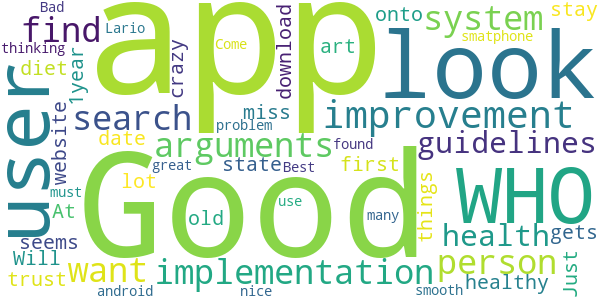 Bad
app
look
system
stay
onto
Lario
find
thinking
Come
art
smatphone
diet
1year
crazy
download
user
search
miss
improvement
website
date
problem
arguments
found
guidelines
At
state
Best
first
things
WHO
must
great
Good
lot
old
use
many
health
gets
seems
Will
want
implementation
person
Just
trust
healthy
android
nice
smooth